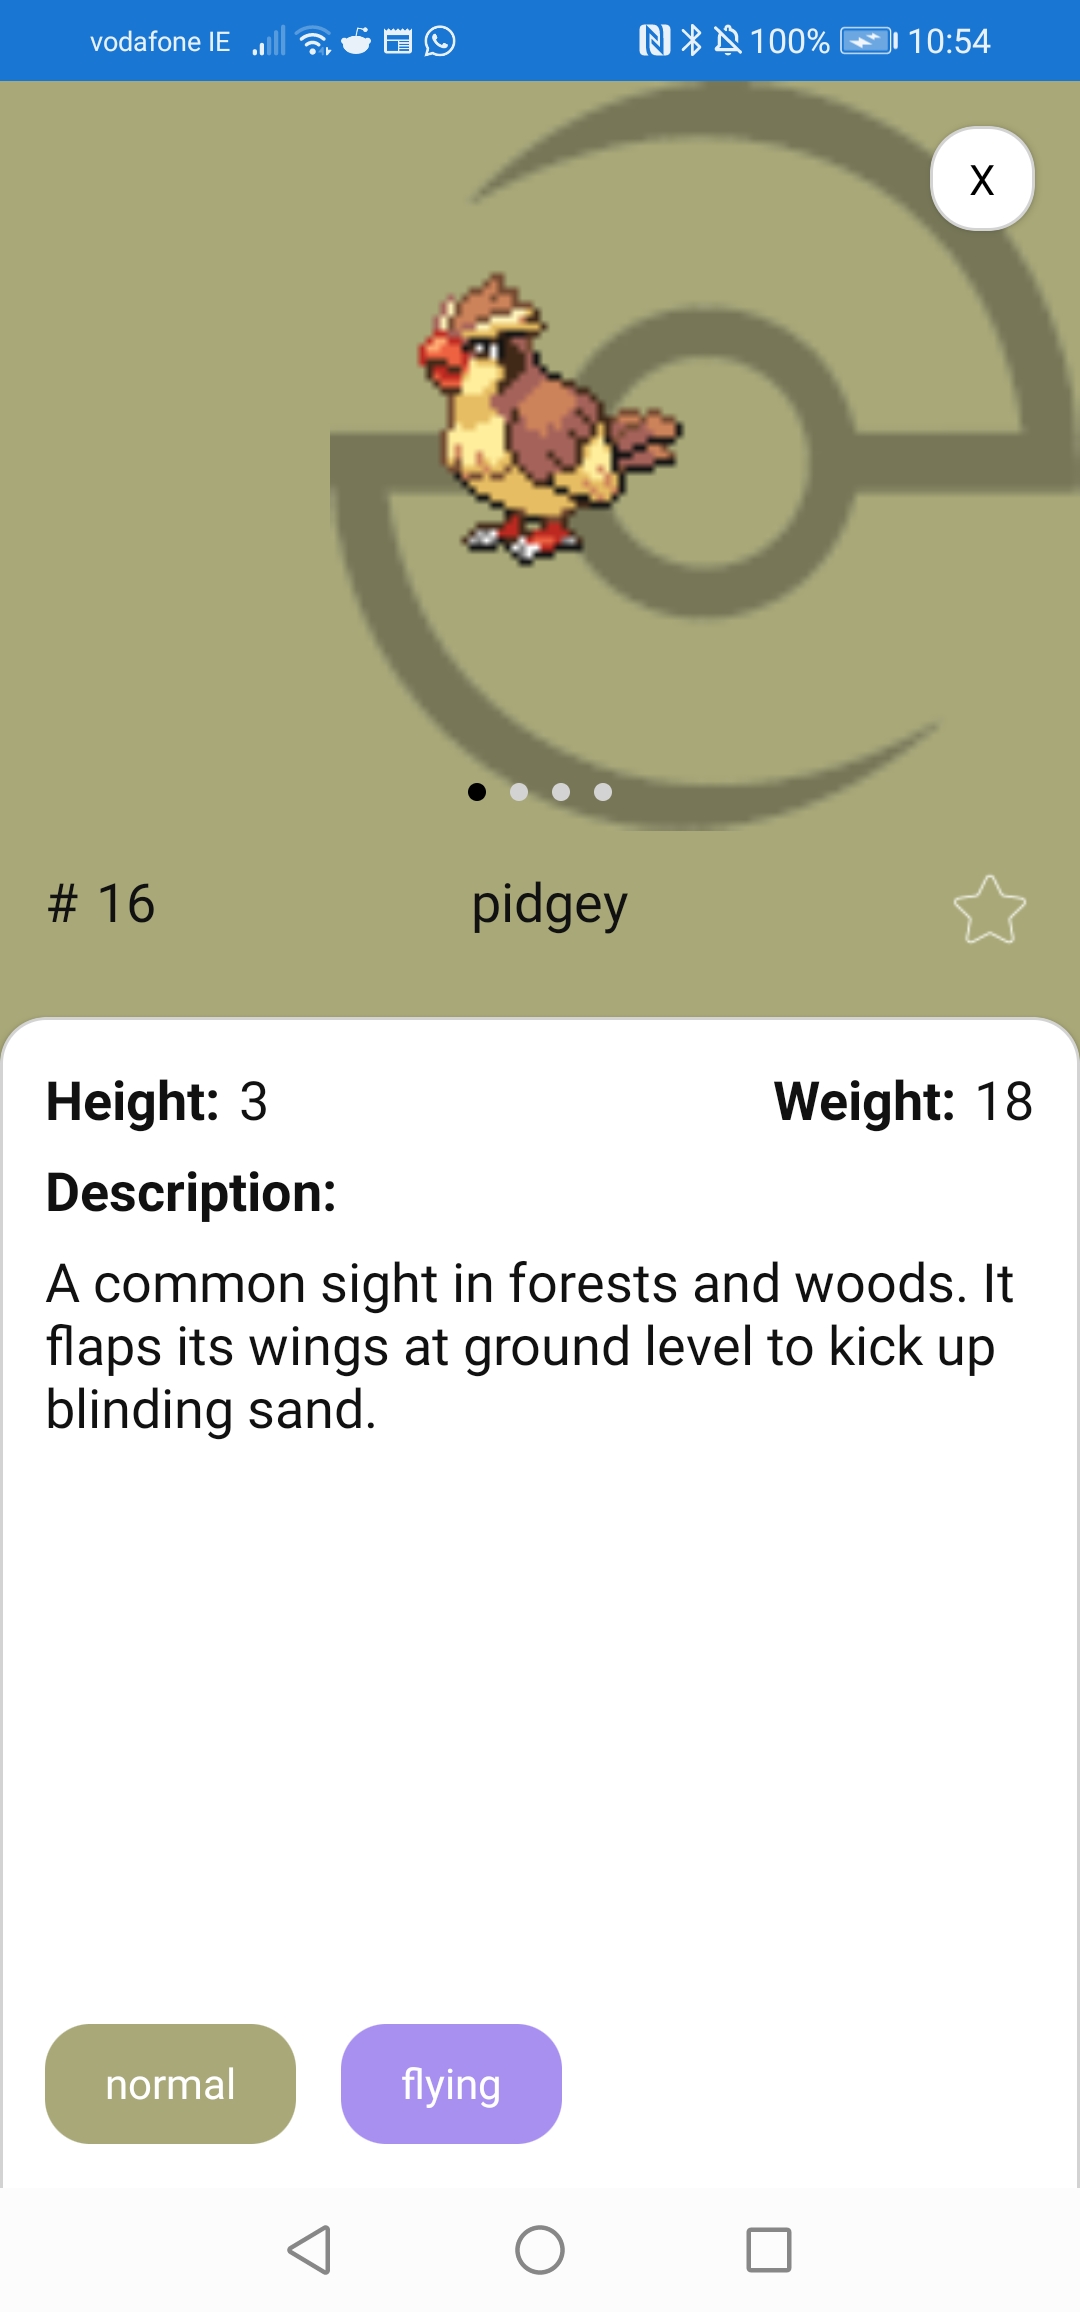 vodafone IE 100% 10:54
X
# 16 pidgey
Height: 3 Weight: 18
Description:
A common sight in forests and woods. It
flaps its wings at ground level to kick up
blinding sand.
normal flying